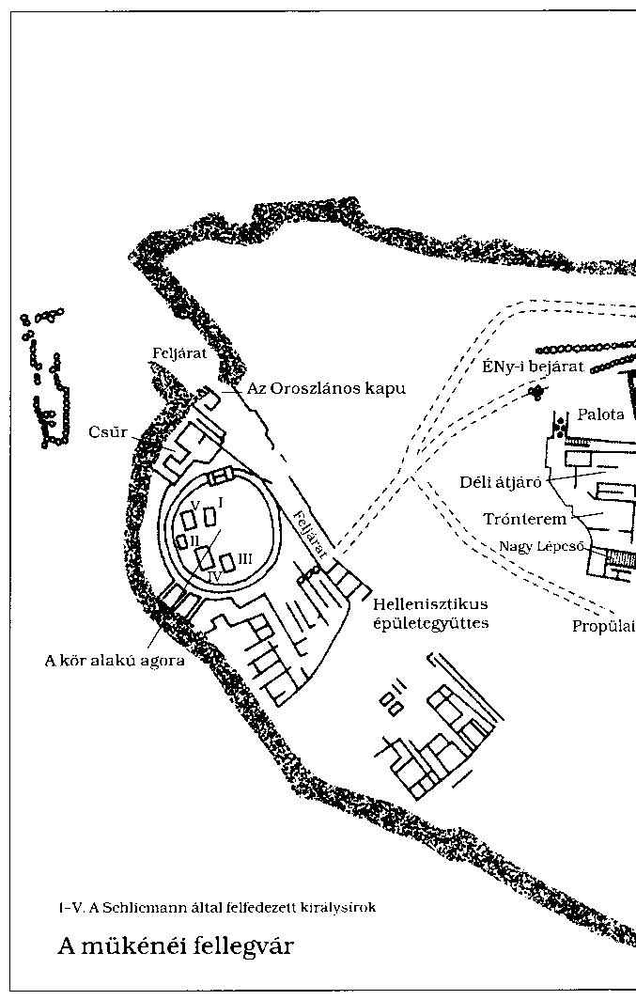 Feljárat
ÉNy-i bejárat
Az Oroszlános kapu
Palota
Csűr
Déli átjáró
V
I
Trónterem
II
Feljárat
Nagy Lépcső
III
IV
Hellenisztikus
épületegyüttes
Propülai
A kör alakú agora
I–V. A Schliemann által felfedezett királysírok
A mükénéi fellegvár